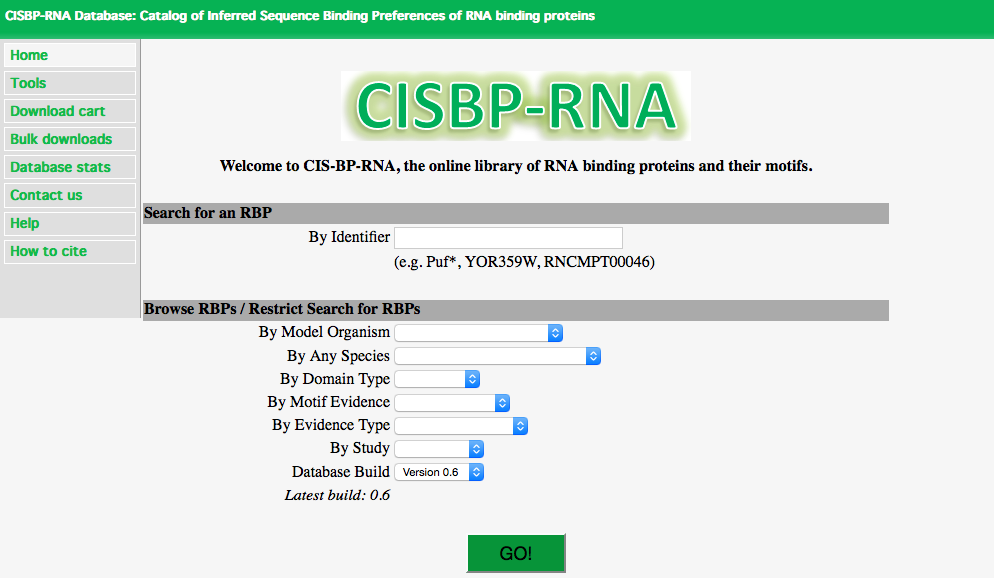 CISBP-RNA Database: Catalog of Inferred Sequence Binding Preferences of RNA binding proteins
Home
Tools
Download cart
Bulk downloads
Database stats
Contact us
Help
How to cite
CISBP-RNA
Welcome to CIS-BP-RNA, the online library of RNA binding proteins and their motifs.
Search for an RBP
By Identifier
(e.g. Puf*, YOR359W, RNCMPT00046)
Browse RBPs / Restrict Search for RBPs
By Model Organism
By Any Species
By Domain Type
By Motif Evidence
By Evidence Type
By Study
Database Build Version 0.6
Latest build: 0.6
GO!